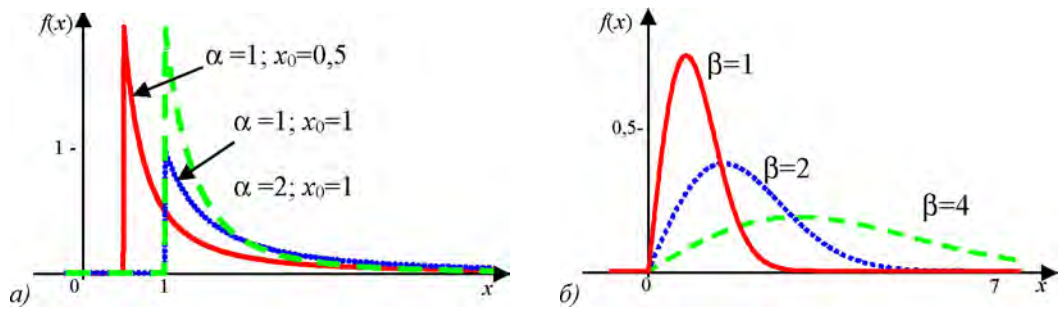 f(x)
α =1; x₀=0,5
α=1; x₀=1
α=2; x₀=1
1 -
0
1
x
а)
f(x)
β=1
0,5-
β=2
β=4
0
7
x
б)